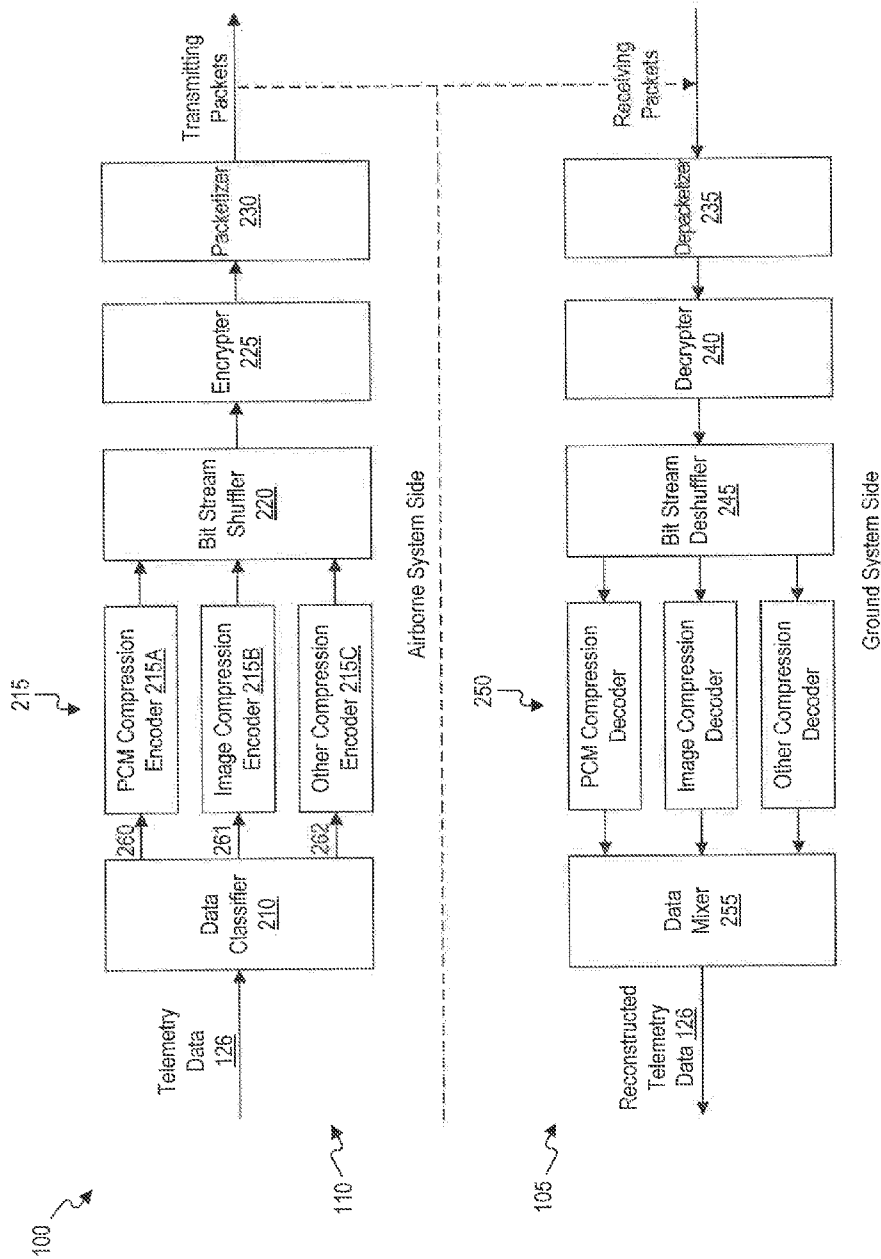 100
110
215
Telemetry
Data
126
Data
Classifier
210
260
261
262
PCM Compression
Encoder 215A
Image Compression
Encoder 215B
Other Compression
Encoder 215C
Bit Stream
Shuffler
220
Encrypter
225
Packetizer
230
Transmitting
Packets
Airborne System Side
105
250
Reconstructed
Telemetry
Data 126
Data
Mixer
255
PCM Compression
Decoder
Image Compression
Decoder
Other Compression
Decoder
Bit Stream
Deshuffler
245
Decrypter
240
Depacketizer
235
Receiving
Packets
Ground System Side